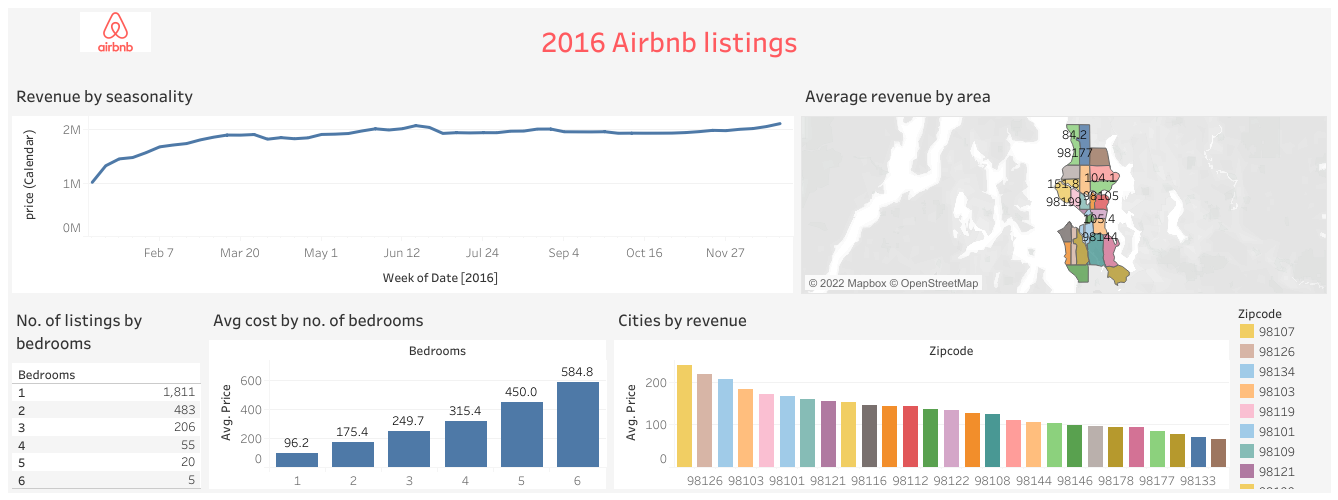 airbnb
2016 Airbnb listings
Revenue by seasonality
price (Calendar)
2M
1M
0M
Feb 7 Mar 20 May 1 Jun 12 Jul 24 Sep 4 Oct 16 Nov 27
Week of Date [2016]
Average revenue by area
84.2
98177
104.1
151.8
98105
98199
105.4
98144
© 2022 Mapbox © OpenStreetMap
No. of listings by
bedrooms
Bedrooms
1 1,811
2 483
3 206
4 55
5 20
6 5
Avg cost by no. of bedrooms
Bedrooms
Avg. Price
600
400
200
0
96.2 175.4 249.7 315.4 450.0 584.8
1 2 3 4 5 6
Cities by revenue
Zipcode
Avg. Price
200
100
0
98126 98103 98101 98121 98116 98112 98122 98108 98144 98146 98178 98177 98133
Zipcode
98107
98126
98134
98103
98119
98101
98109
98121